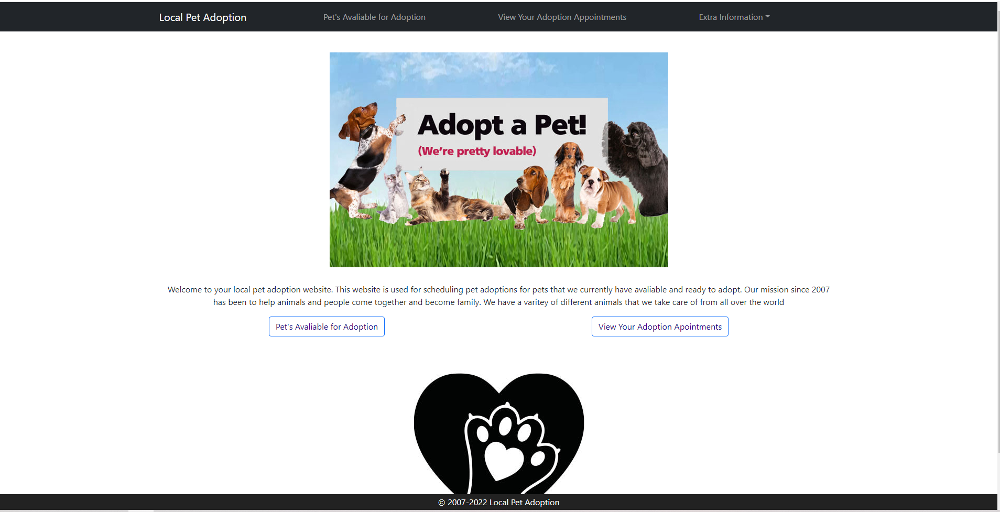 Local Pet Adoption
Pet's Avaliable for Adoption
View Your Adoption Appointments
Extra Information
Adopt a Pet!
(We're pretty lovable)
Welcome to your local pet adoption website. This website is used for scheduling pet adoptions for pets that we currently have avaliable and ready to adopt. Our mission since 2007
has been to help animals and people come together and become family. We have a varitey of different animals that we take care of from all over the world
Pet's Avaliable for Adoption
View Your Adoption Apointments
© 2007-2022 Local Pet Adoption